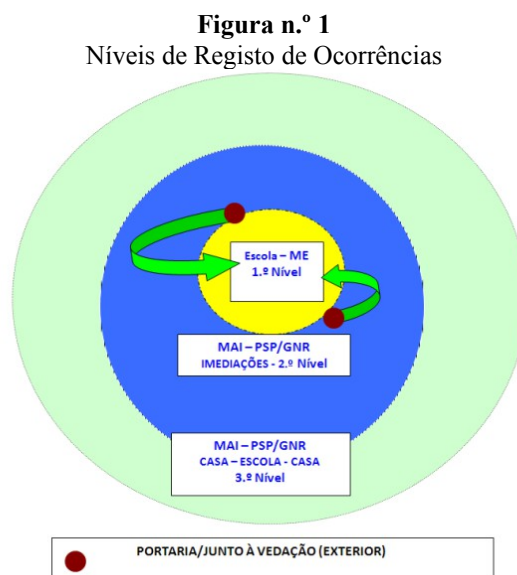 Figura n.º 1
Níveis de Registo de Ocorrências
Escola – ME
1.º Nível
MAI – PSP/GNR
IMEDIAÇÕES - 2.º Nível
MAI – PSP/GNR
CASA – ESCOLA - CASA
3.º Nível
PORTARIA/JUNTO À VEDAÇÃO (EXTERIOR)